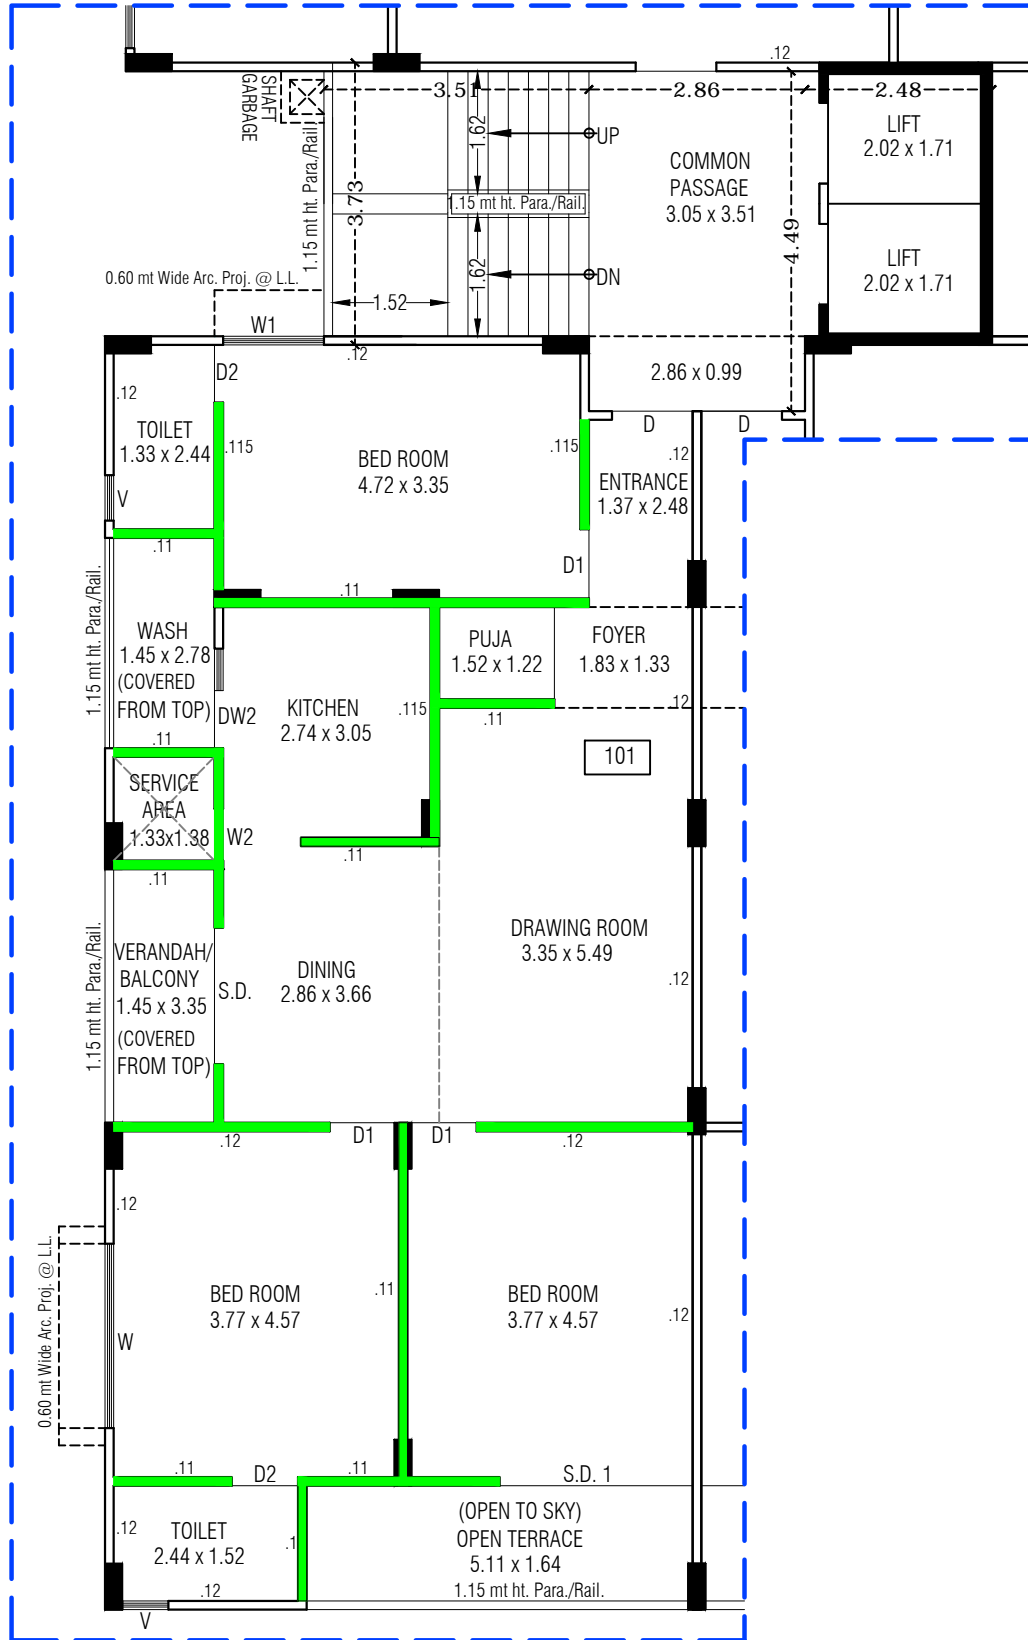 .12
3.51
2.86
2.48
SHAFT
GARBAGE
1.15 mt ht. Para./Rail.
1.62
UP
COMMON
PASSAGE
3.05 x 3.51
LIFT
2.02 x 1.71
3.73
1.15 mt ht. Para./Rail.
4.49
1.62
DN
LIFT
2.02 x 1.71
0.60 mt Wide Arc. Proj. @ L.L.
1.52
W1
.12
D2
2.86 x 0.99
.12
TOILET
1.33 x 2.44
.115
BED ROOM
4.72 x 3.35
.115
D
D
.12
ENTRANCE
1.37 x 2.48
V
.11
D1
.11
1.15 mt ht. Para./Rail.
WASH
1.45 x 2.78
(COVERED
FROM TOP)
PUJA
1.52 x 1.22
FOYER
1.83 x 1.33
.12
DW2
KITCHEN
2.74 x 3.05
.115
.11
.11
101
SERVICE
AREA
1.33x1.38
W2
.11
.11
1.15 mt ht. Para./Rail.
VERANDAH/
BALCONY
1.45 x 3.35
(COVERED
FROM TOP)
S.D.
DINING
2.86 x 3.66
DRAWING ROOM
3.35 x 5.49
.12
.12
D1
D1
.12
.12
0.60 mt Wide Arc. Proj. @ L.L.
W
BED ROOM
3.77 x 4.57
.11
BED ROOM
3.77 x 4.57
.12
.11
D2
.11
S.D. 1
.12
TOILET
2.44 x 1.52
.1
(OPEN TO SKY)
OPEN TERRACE
5.11 x 1.64
1.15 mt ht. Para./Rail.
.12
V